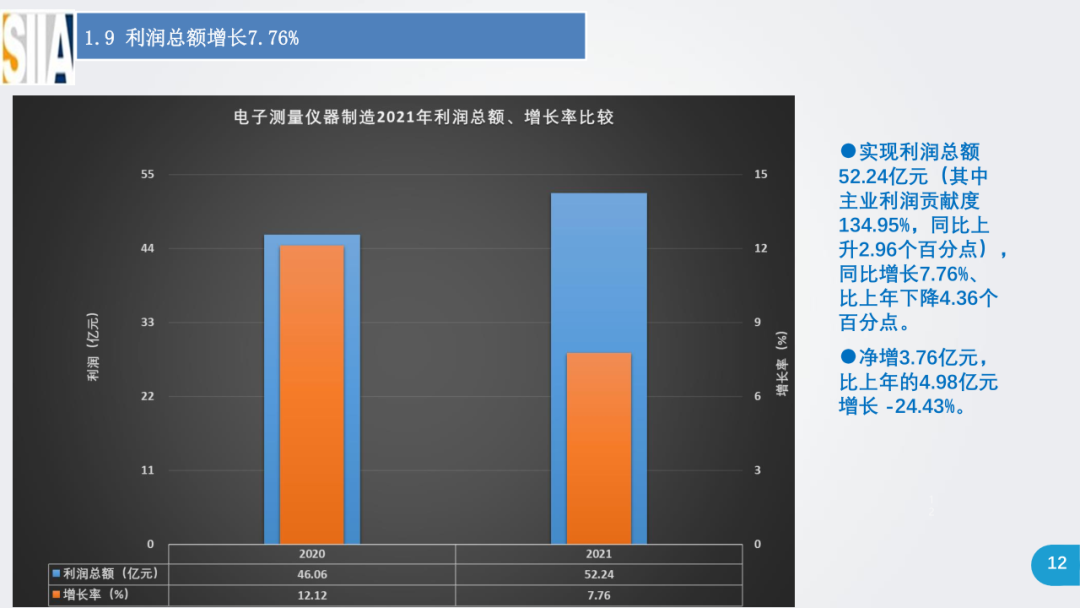 SIIA
1.9 利润总额增长7.76%
电子测量仪器制造2021年利润总额、增长率比较
利润（亿元）
55
44
33
22
11
0
15
12
9
6
3
0
增长率（%）
2020 2021
利润总额（亿元） 46.06 52.24
增长率（%） 12.12 7.76
●实现利润总额
52.24亿元（其中
主业利润贡献度
134.95%，同比上
升2.96个百分点），
同比增长7.76%、
比上年下降4.36个
百分点。
●净增3.76亿元，
比上年的4.98亿元
增长 -24.43%。
12